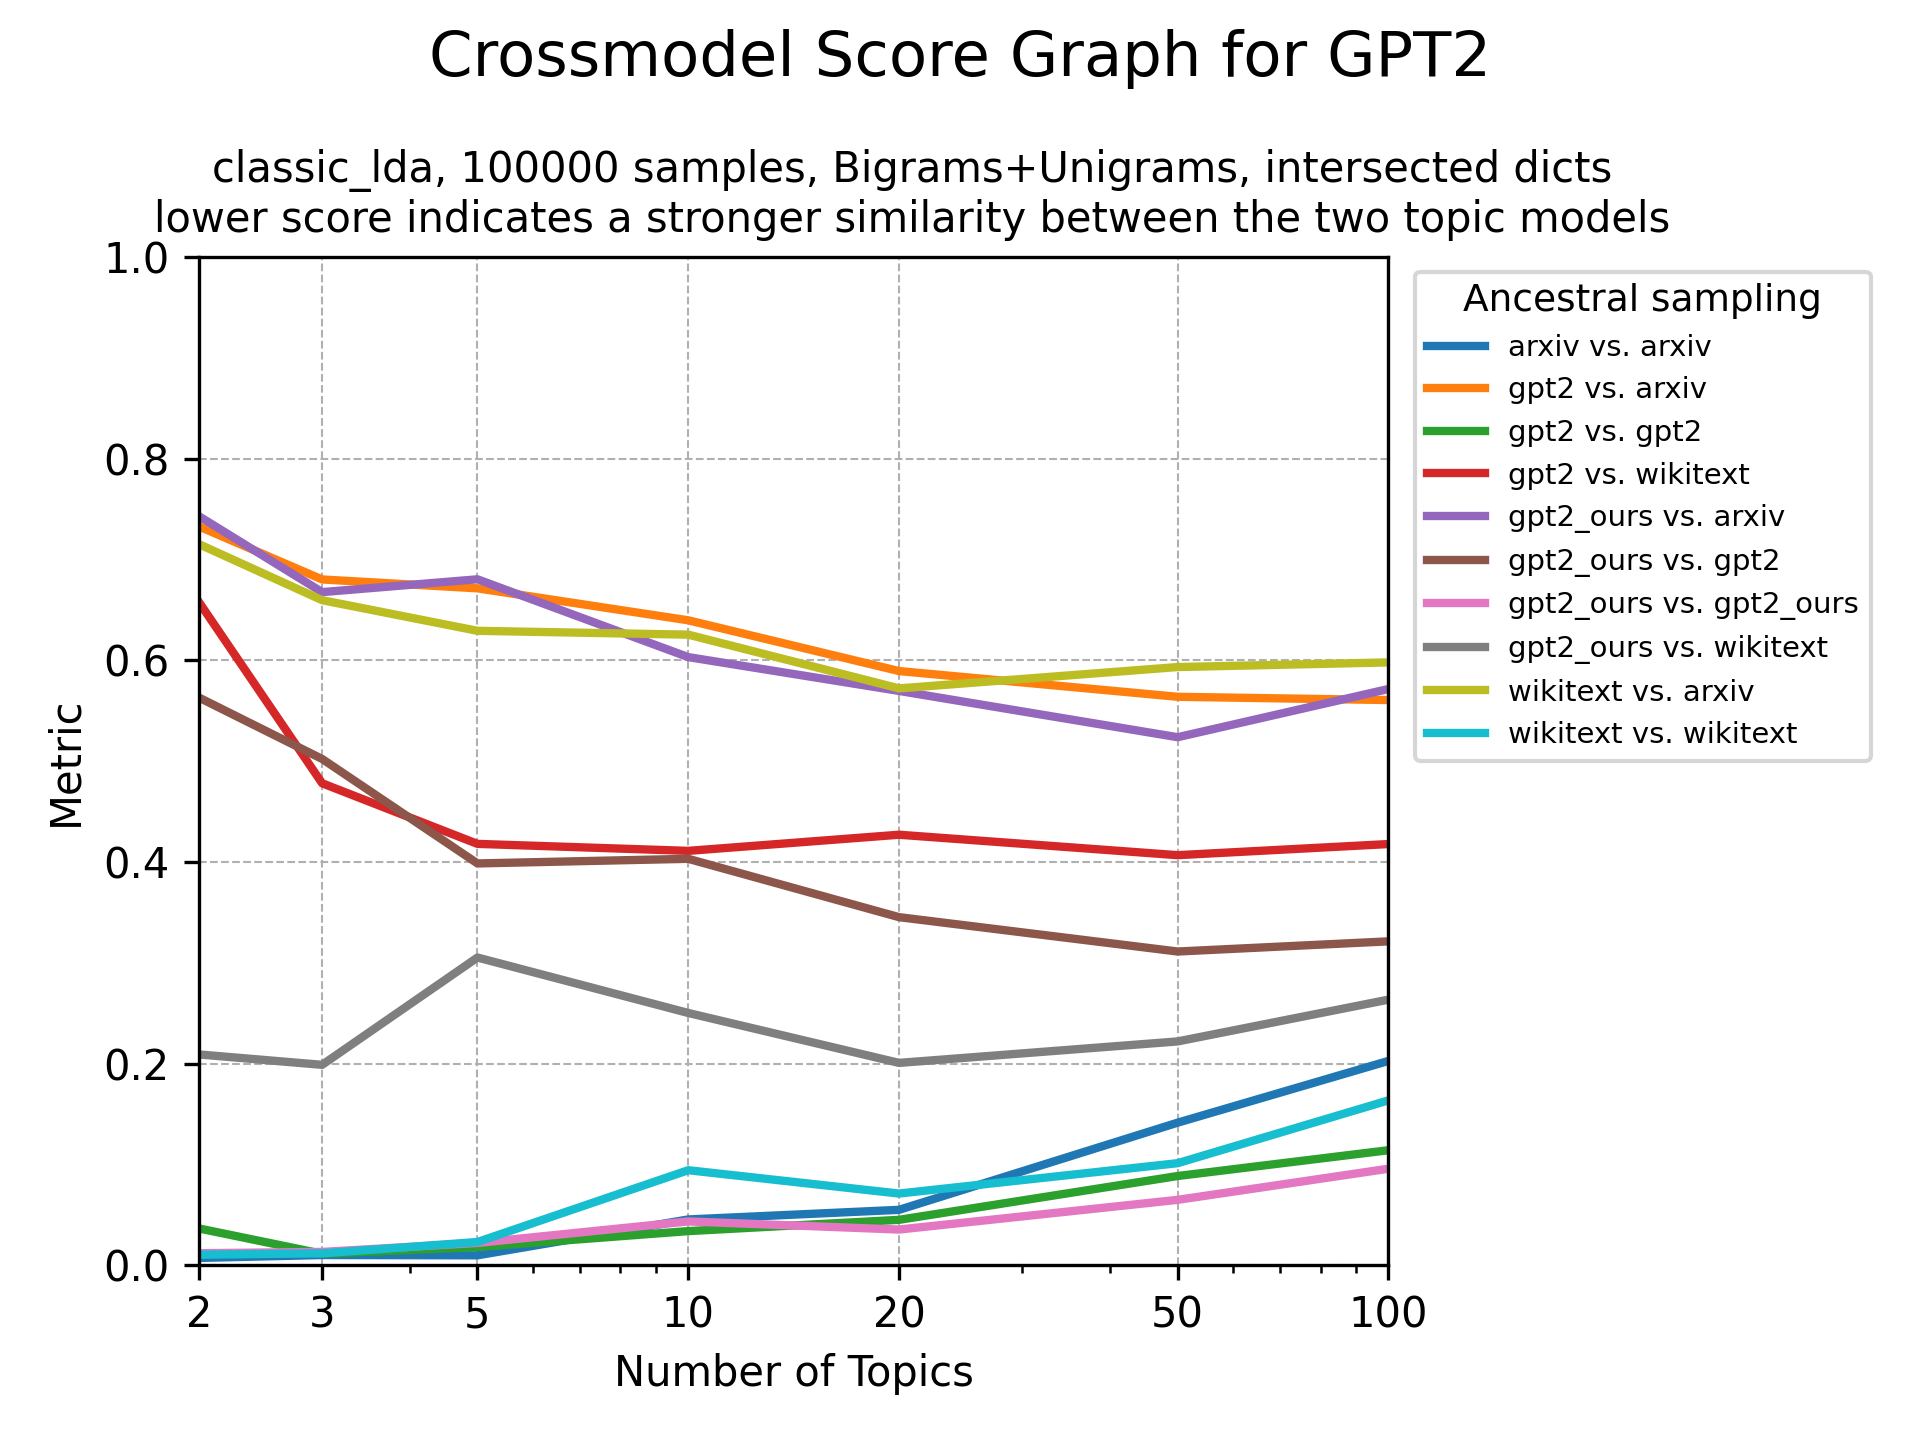 Crossmodel Score Graph for GPT2
classic_lda, 100000 samples, Bigrams+Unigrams, intersected dicts
lower score indicates a stronger similarity between the two topic models
1.0
0.8
0.6
0.4
0.2
0.0
Metric
2 3 5 10 20 50 100
Number of Topics
Ancestral sampling
arxiv vs. arxiv
gpt2 vs. arxiv
gpt2 vs. gpt2
gpt2 vs. wikitext
gpt2_ours vs. arxiv
gpt2_ours vs. gpt2
gpt2_ours vs. gpt2_ours
gpt2_ours vs. wikitext
wikitext vs. arxiv
wikitext vs. wikitext